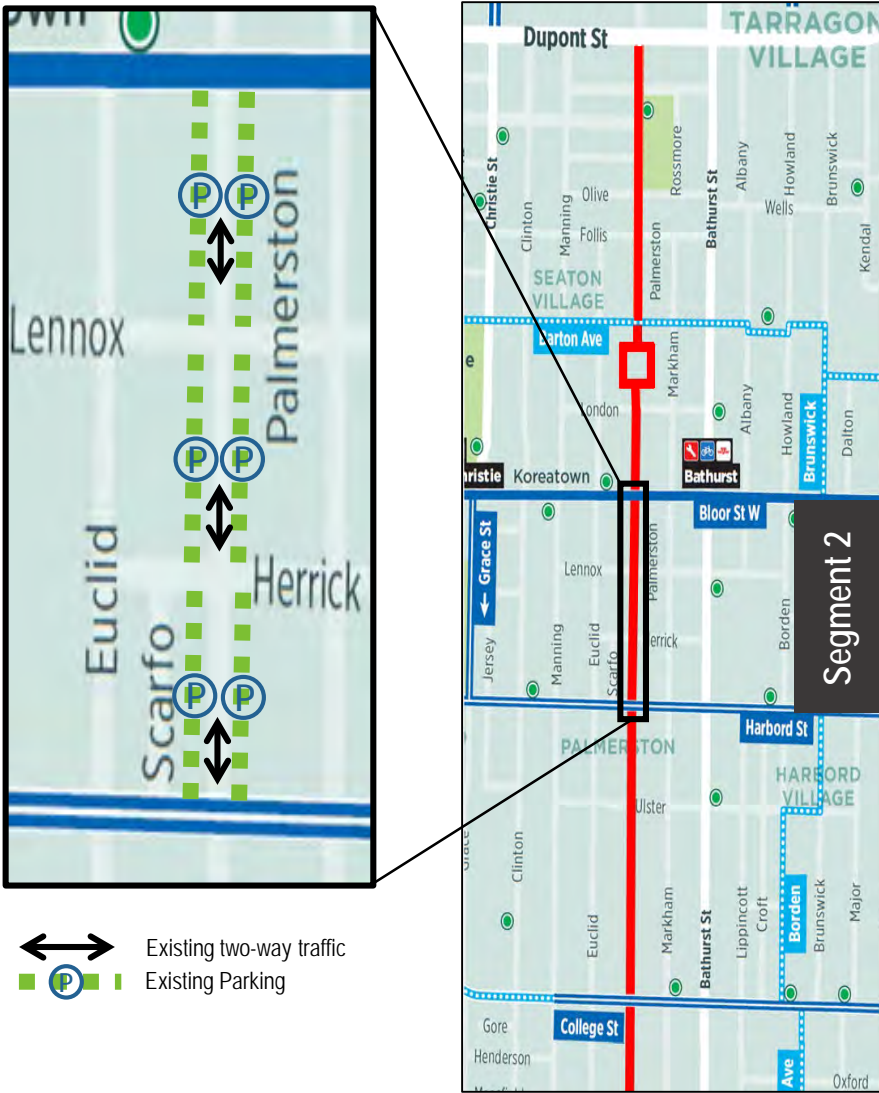 own
P P
Palmerston
Lennox
P P
Euclid
Herrick
Scarfo
P P
Existing two-way traffic
P
Existing Parking
TARRAGON
VILLAGE
Dupont St
Christie St
Clinton
Manning
Olive
Follis
Rossmore
Palmerston
Bathurst St
Albany
Wells
Howland
Brunswick
Kendal
SEATON
VILLAGE
Barton Ave
Markham
London
Albany
Howland
Brunswick
Dalton
e
hristie
Koreatown
Bathurst
Bloor St W
← Grace St
Lennox
Palmerston
Jersey
Manning
Euclid
Scarfo
errick
Borden
Segment 2
Harbord St
PALMERSTON
HARBORD
VILLAGE
Ulster
Grace
Clinton
Euclid
Markham
Bathurst St
Lippincott
Croft
Borden
Brunswick
Major
Gore
College St
Henderson
Ave
Oxford